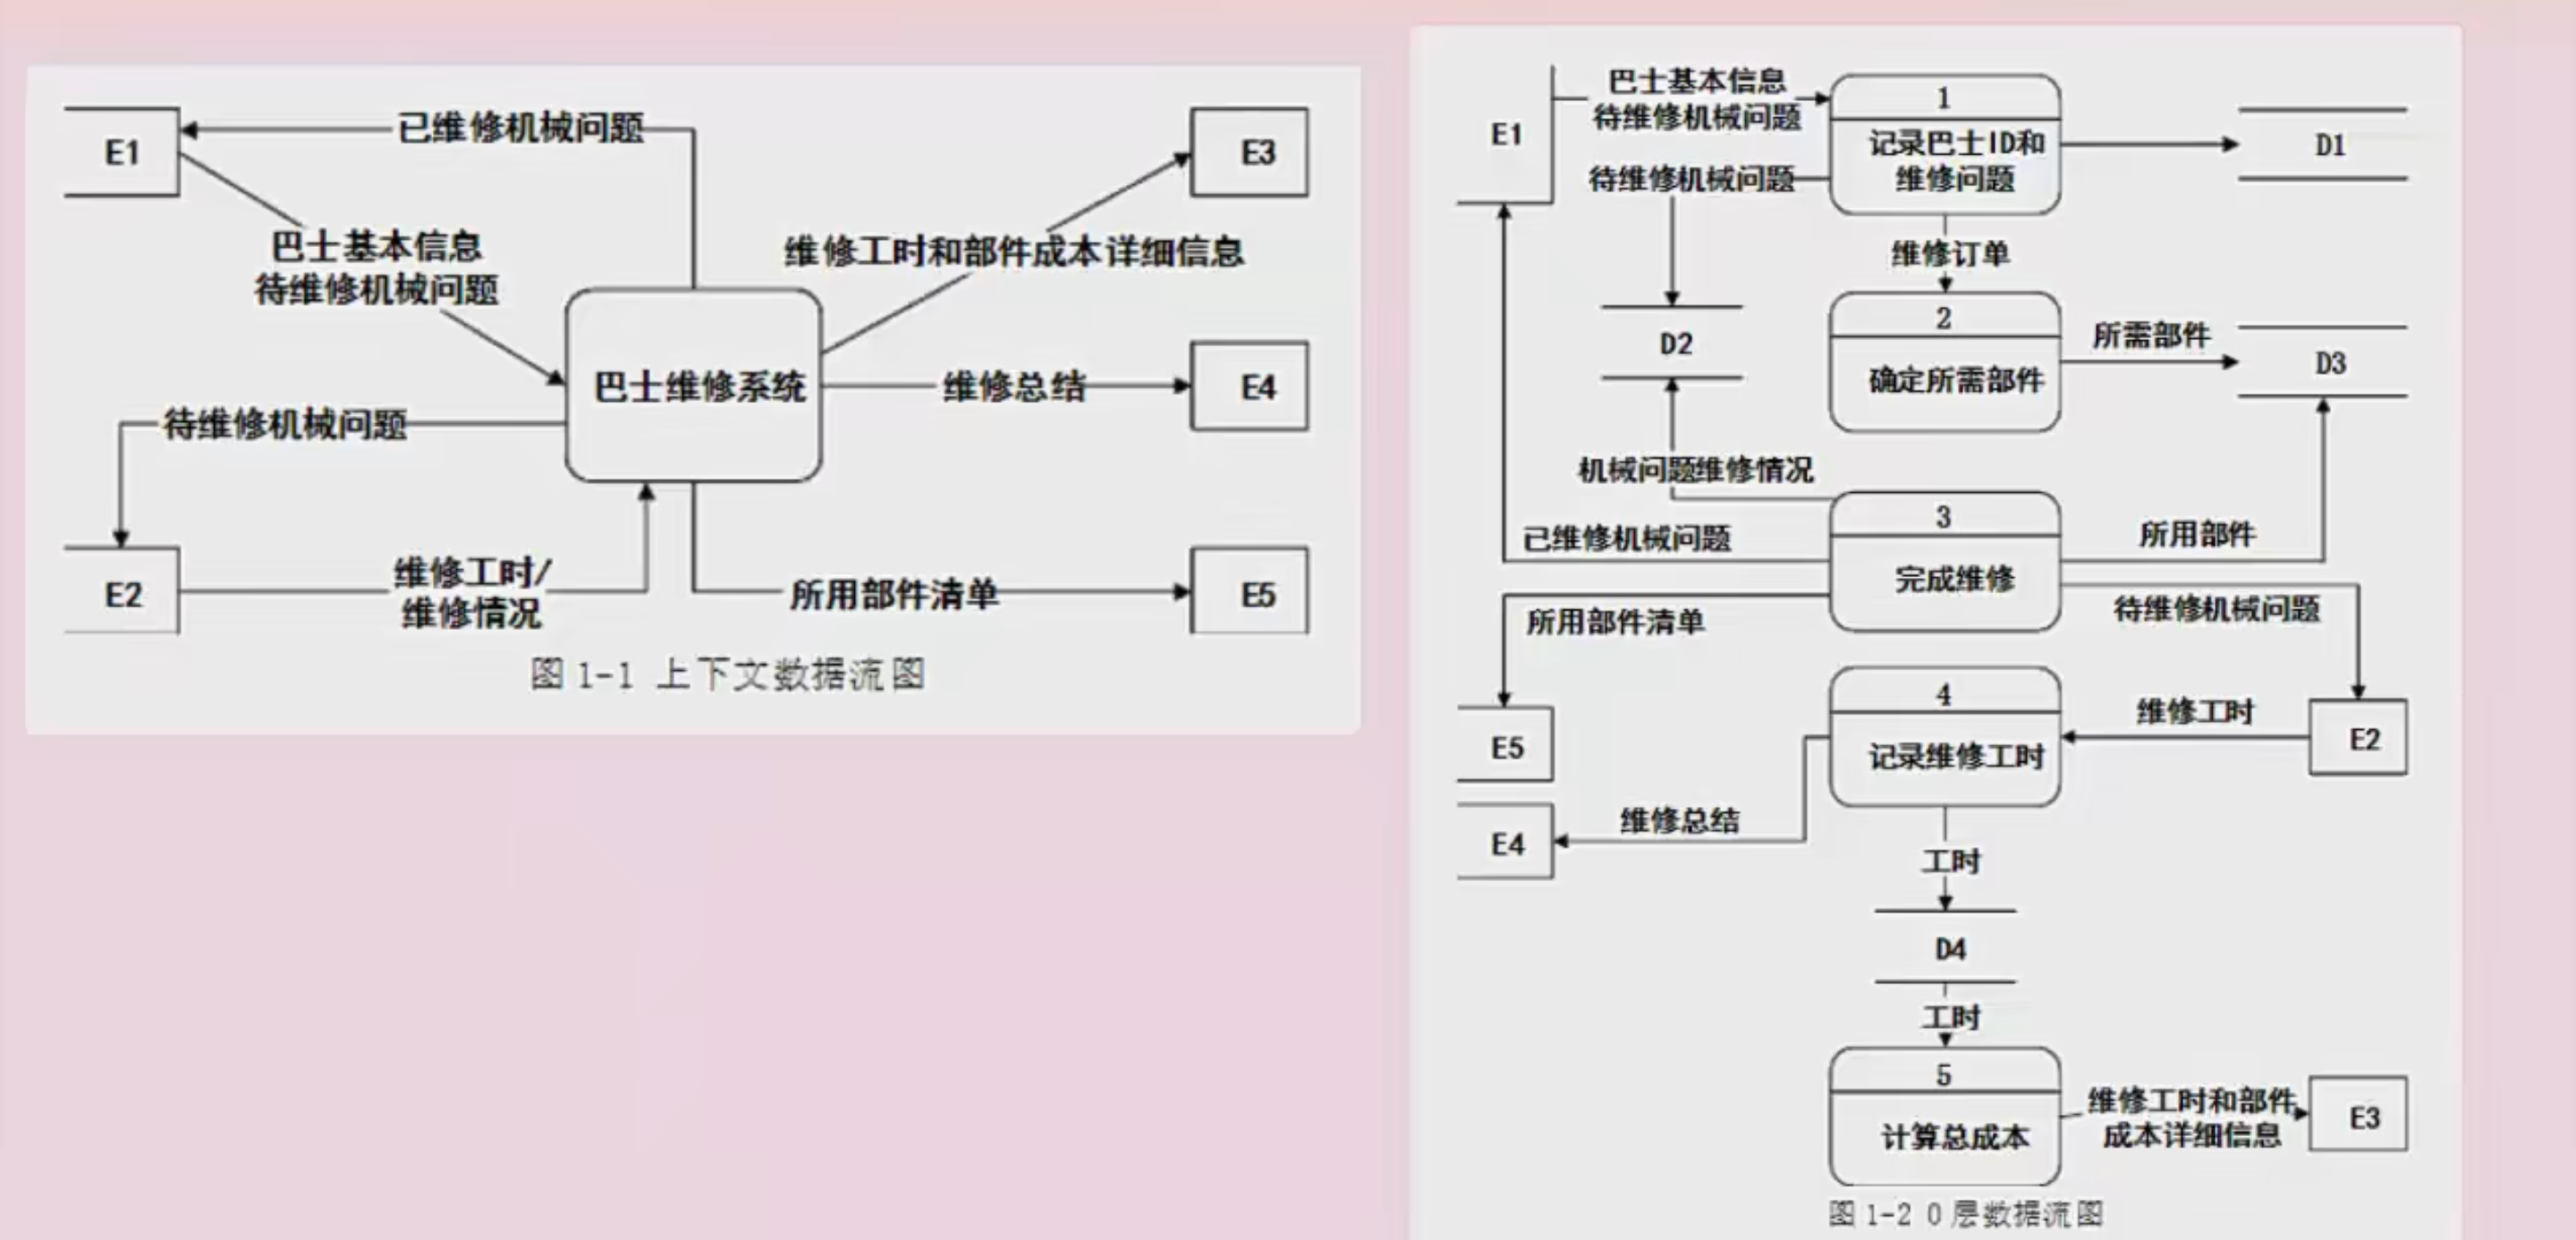 E1
已维修机械问题
E3
巴士基本信息
待维修机械问题
维修工时和部件成本详细信息
巴士维修系统
维修总结
E4
待维修机械问题
E2
维修工时/
维修情况
所用部件清单
E5
图 1-1 上下文数据流图
E1
巴士基本信息
待维修机械问题
1
记录巴士ID和
维修问题
D1
待维修机械问题
维修订单
D2
2
确定所需部件
所需部件
D3
机械问题维修情况
3
完成维修
已维修机械问题
所用部件
所用部件清单
待维修机械问题
E5
4
记录维修工时
维修工时
E2
E4
维修总结
工时
D4
工时
5
计算总成本
维修工时和部件
成本详细信息
E3
图 1-2 0 层数据流图